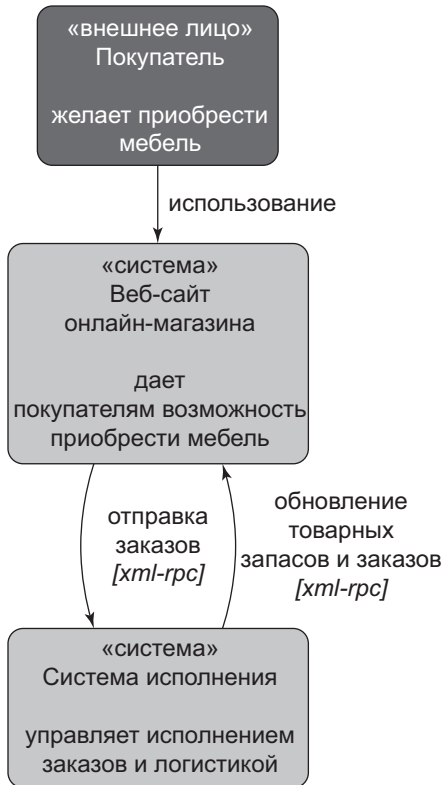 «внешнее лицо»
Покупатель
желает приобрести
мебель
использование
«система»
Веб-сайт
онлайн-магазина
дает
покупателям возможность
приобрести мебель
отправка
заказов
[xml-rpc]
обновление
товарных
запасов и заказов
[xml-rpc]
«система»
Система исполнения
управляет исполнением
заказов и логистикой